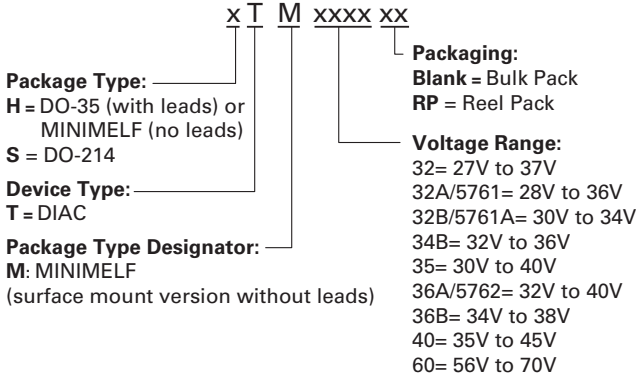 x T M xxxx xx
Package Type:
H = DO-35 (with leads) or
MINIMELF (no leads)
S = DO-214
Device Type:
T = DIAC
Package Type Designator:
M: MINIMELF
(surface mount version without leads)
Packaging:
Blank = Bulk Pack
RP = Reel Pack
Voltage Range:
32= 27V to 37V
32A/5761= 28V to 36V
32B/5761A= 30V to 34V
34B= 32V to 36V
35= 30V to 40V
36A/5762= 32V to 40V
36B= 34V to 38V
40= 35V to 45V
60= 56V to 70V